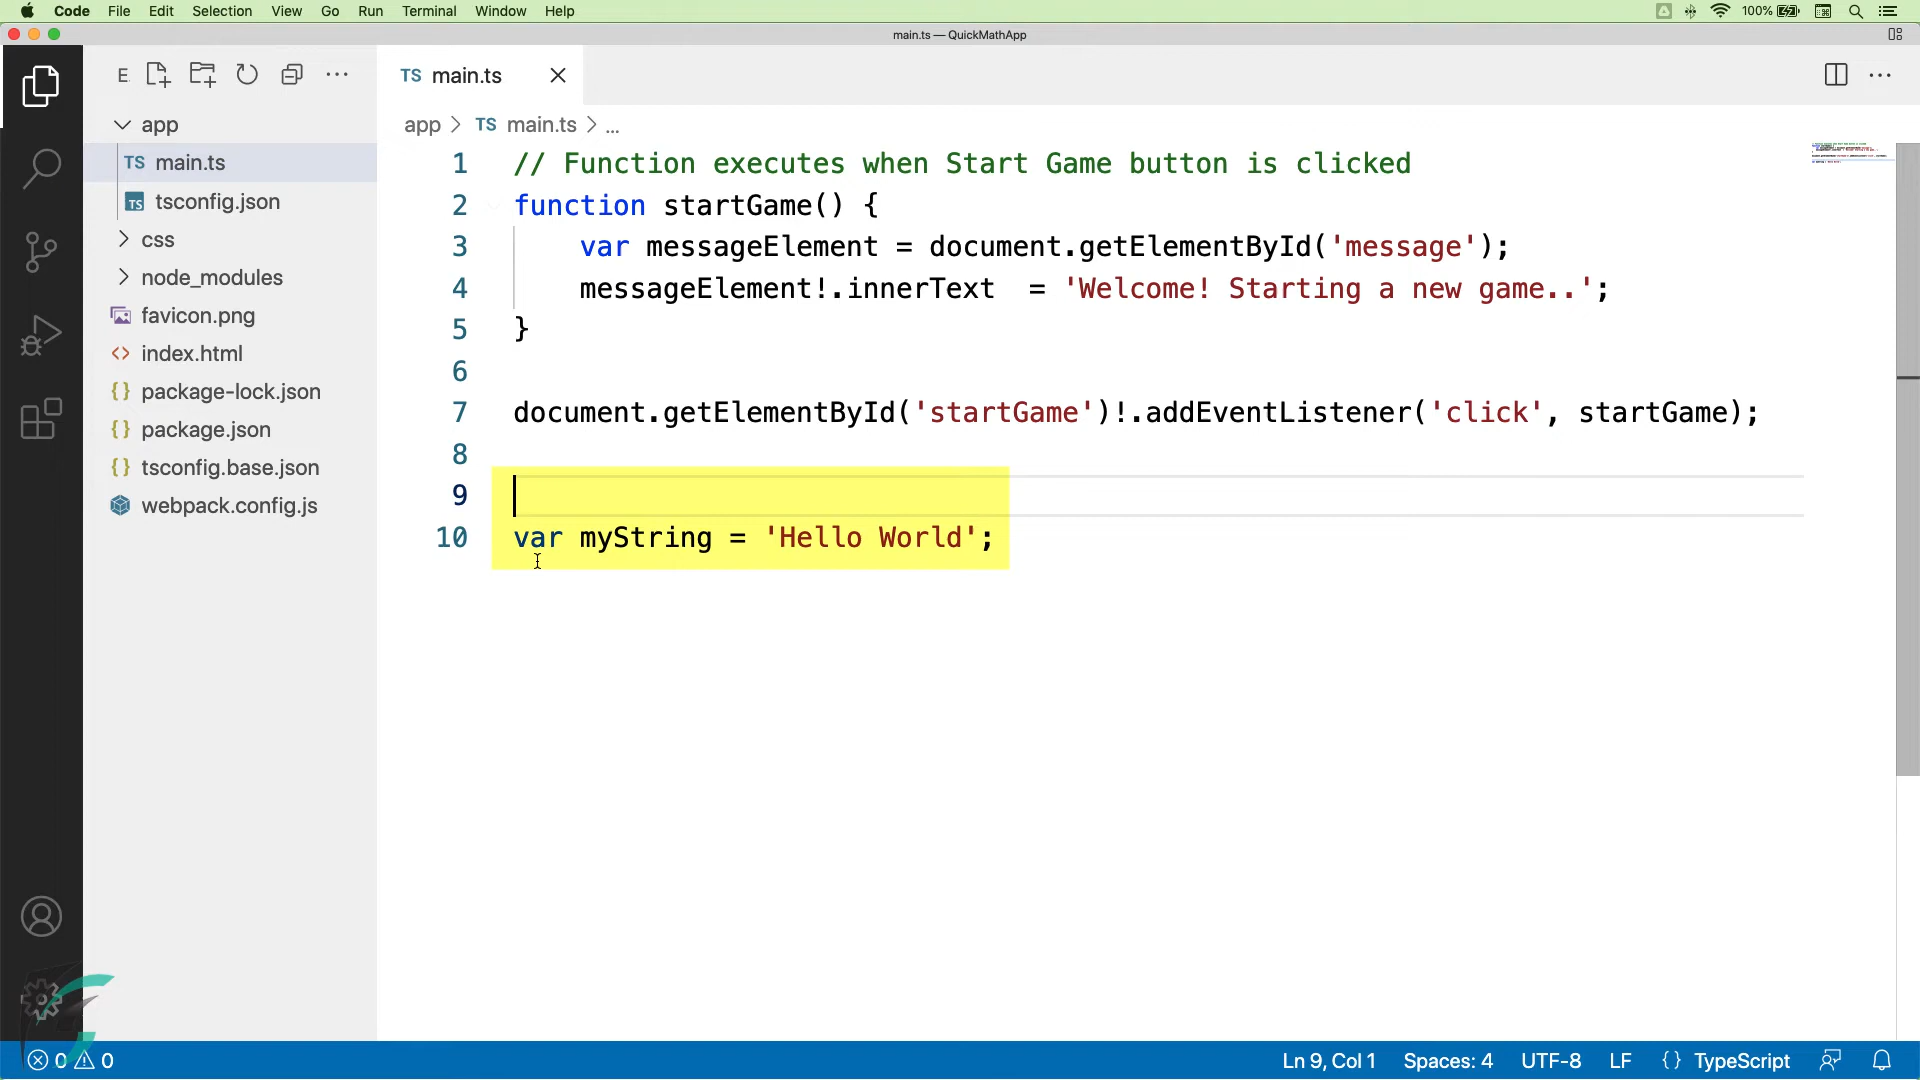 Code File Edit Selection View Go Run Terminal Window Help 100%
main.ts — QuickMathApp
E TS main.ts
app
app > TS main.ts > ...
TS main.ts
TS tsconfig.json
css
node_modules
favicon.png
index.html
{} package-lock.json
{} package.json
{} tsconfig.base.json
webpack.config.js
1 // Function executes when Start Game button is clicked
2 function startGame() {
3 var messageElement = document.getElementById('message');
4 messageElement!.innerText  = 'Welcome! Starting a new game..';
5 }
6
7 document.getElementById('startGame')!.addEventListener('click', startGame);
8
9
10 var myString = 'Hello World';
0 0 Ln 9, Col 1 Spaces: 4 UTF-8 LF {} TypeScript